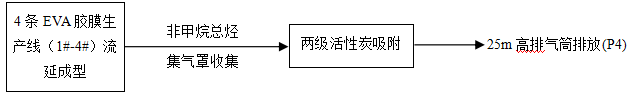 4 条 EVA 胶膜生
产线（1#-4#）流
延成型
非甲烷总烃
集气罩收集
两级活性炭吸附
25m 高排气筒排放(P4)